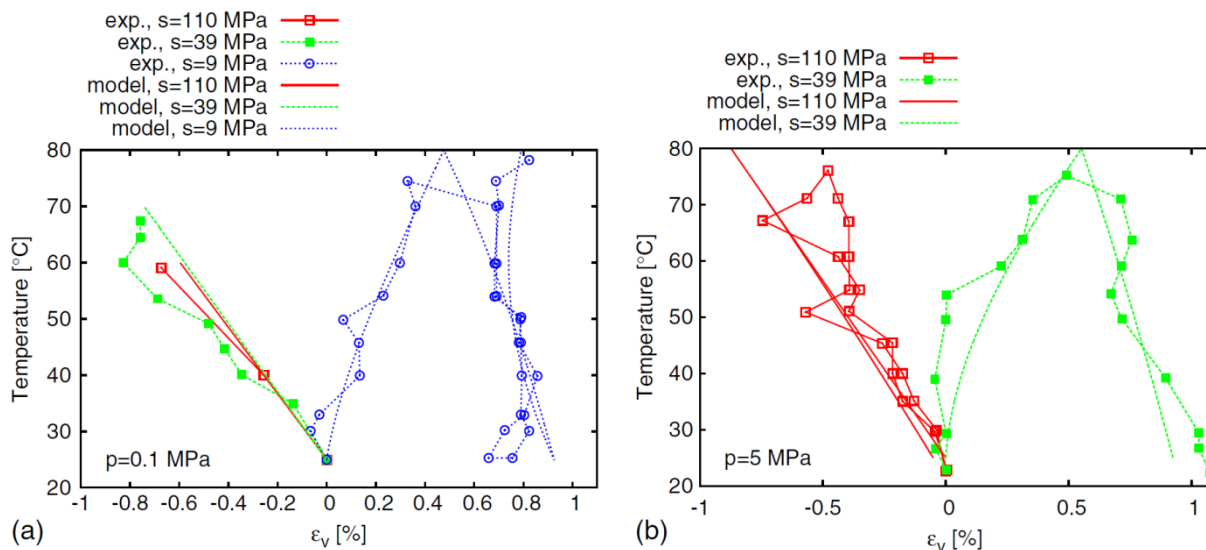 exp., s=110 MPa
exp., s=39 MPa
exp., s=9 MPa
model, s=110 MPa
model, s=39 MPa
model, s=9 MPa
80
70
60
50
40
30
20
Temperature [°C]
p=0.1 MPa
-1 -0.8 -0.6 -0.4 -0.2 0 0.2 0.4 0.6 0.8 1
(a)
εv [%]
exp., s=110 MPa
exp., s=39 MPa
model, s=110 MPa
model, s=39 MPa
80
70
60
50
40
30
20
Temperature [°C]
p=5 MPa
-1 -0.5 0 0.5 1
(b)
εv [%]